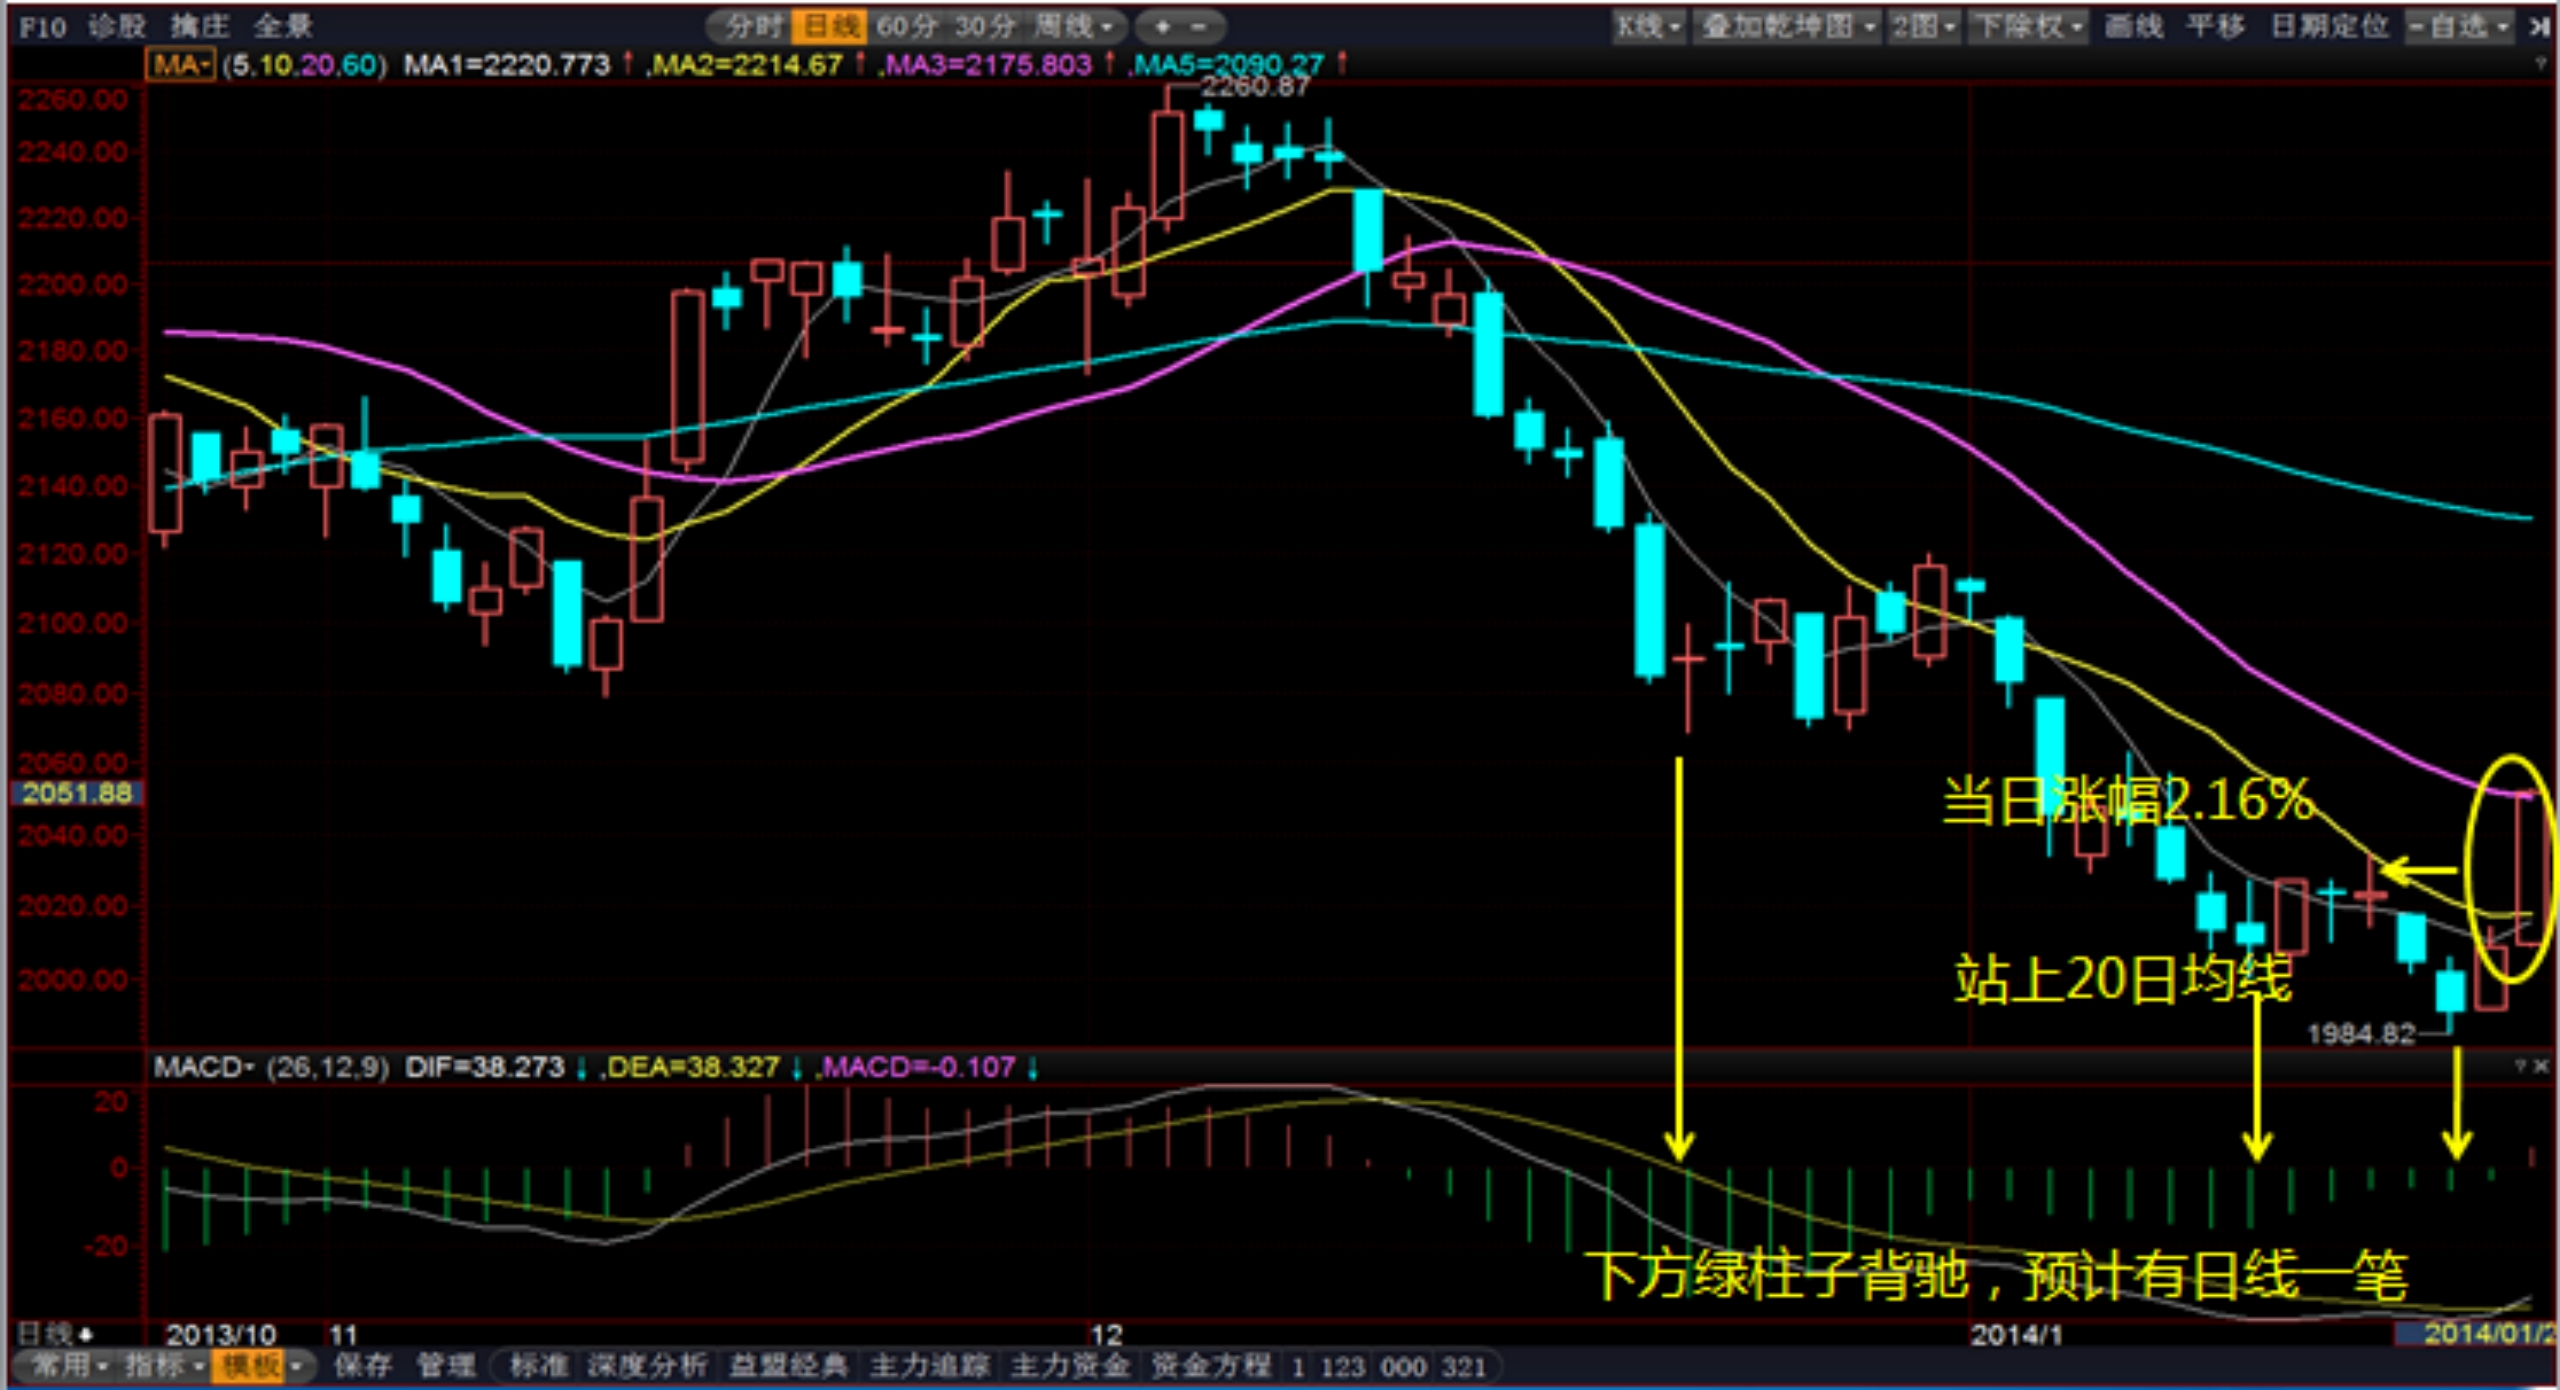 F10 诊股 擒庄 全景 分时 日线 60分 30分 周线 + - K线 叠加乾坤图 2图 下除权 画线 平移 日期定位 -自选
MA (5,10,20,60) MA1=2220.773↑ ,MA2=2214.67↑ ,MA3=2175.803↑ ,MA5=2090.27↑
2260.87
2260.00
2240.00
2220.00
2200.00
2180.00
2160.00
2140.00
2120.00
2100.00
2080.00
2060.00
2051.88
当日涨幅2.16%
2040.00
2020.00
站上20日均线
2000.00
1984.82
MACD (26,12,9) DIF=38.273↓ ,DEA=38.327↓ ,MACD=-0.107↓
20
0
-20
下方绿柱子背驰，预计有日线一笔
日线 2013/10 11 12 2014/1 2014/01/2
常用 指标 模板 保存 管理 标准 深度分析 益盟经典 主力追踪 主力资金 资金方程 1 123 000 321